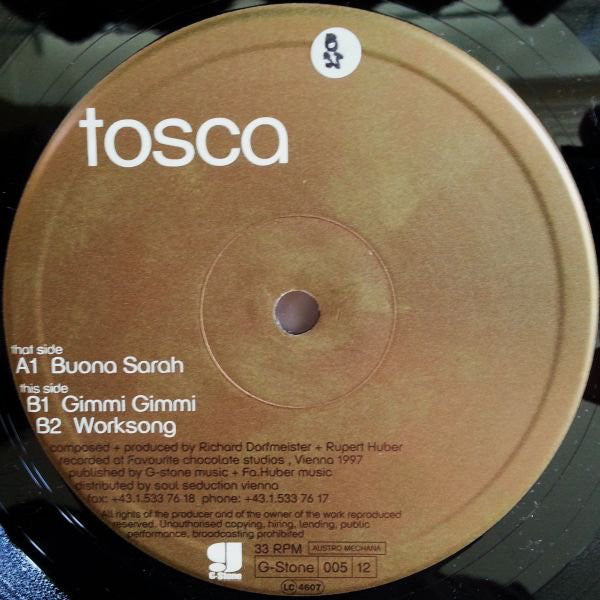 tosca
that side
A1 Buona Sarah
this side
B1 Gimmi Gimmi
B2 Worksong
composed + produced by Richard Dorfmeister + Rupert Huber
recorded at Favourite chocolate studios , Vienna 1997
published by G-stone music + Fa.Huber music
distributed by soul seduction vienna
fax: +43.1.533 76 18 phone: +43.1.533 76 17
All rights of the producer and of the owner of the work reproduced
reserved. Unauthorised copying, hiring, lending, public
performance, broadcasting prohibited
G-Stone
33 RPM AUSTRO MECHANA
G-Stone 005 12
LC 4607